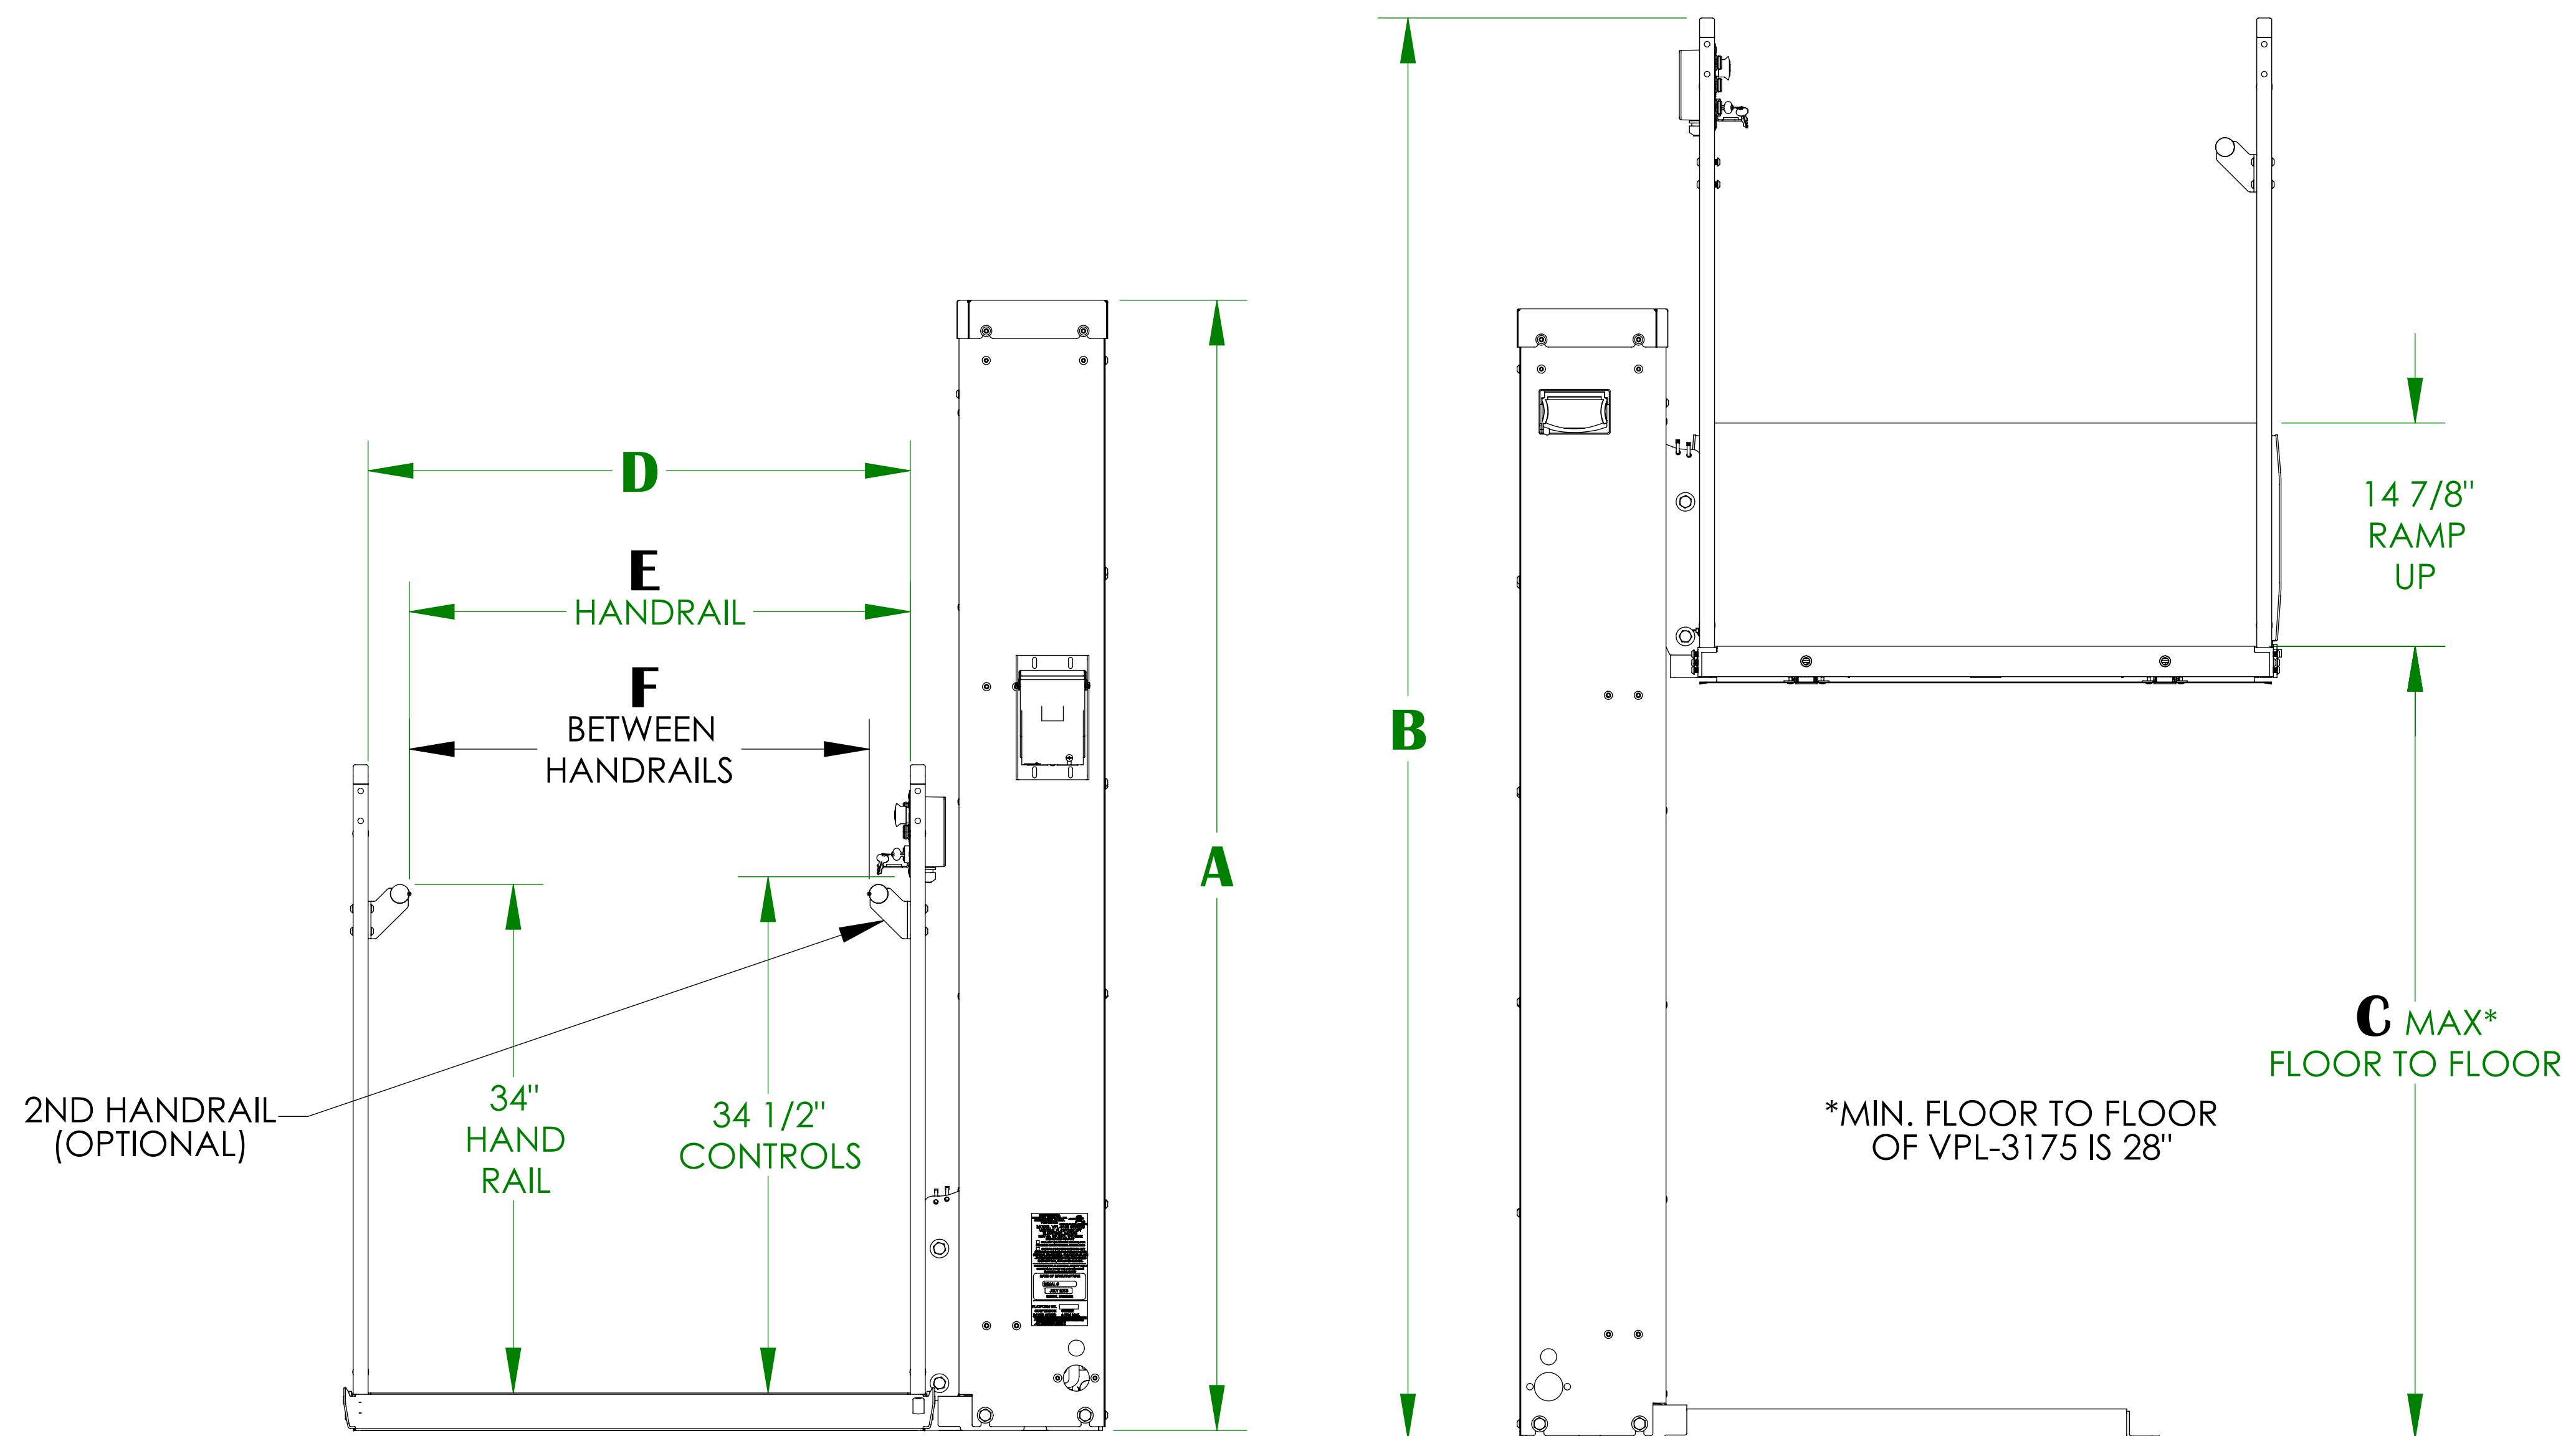 D
E
HANDRAIL
F
BETWEEN
HANDRAILS
A
B
14 7/8"
RAMP
UP
C MAX*
FLOOR TO FLOOR
*MIN. FLOOR TO FLOOR
OF VPL-3175 IS 28"
2ND HANDRAIL
(OPTIONAL)
34"
HAND
RAIL
34 1/2"
CONTROLS